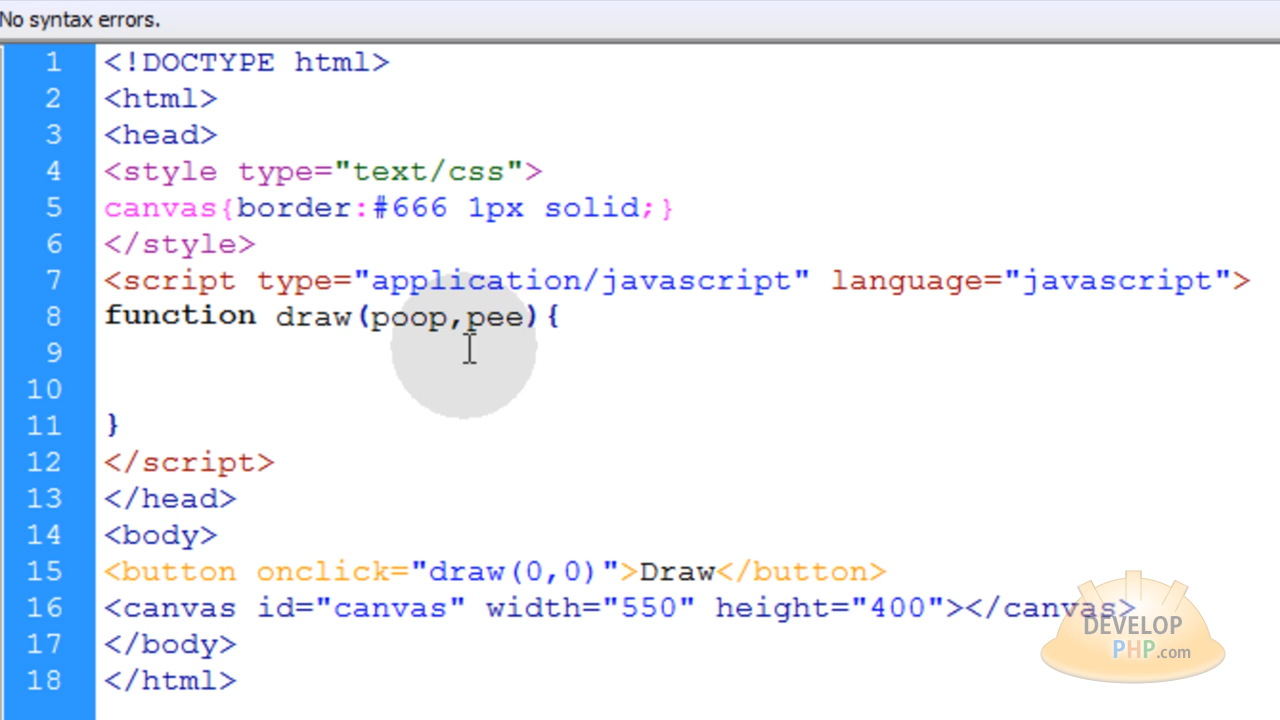 No syntax errors.
1 <!DOCTYPE html>
2 <html>
3 <head>
4 <style type="text/css">
5 canvas{border:#666 1px solid;}
6 </style>
7 <script type="application/javascript" language="javascript">
8 function draw(poop,pee){
9
10
11 }
12 </script>
13 </head>
14 <body>
15 <button onclick="draw(0,0)">Draw</button>
16 <canvas id="canvas" width="550" height="400"></canvas>
17 </body>
18 </html>
DEVELOP
PHP.com